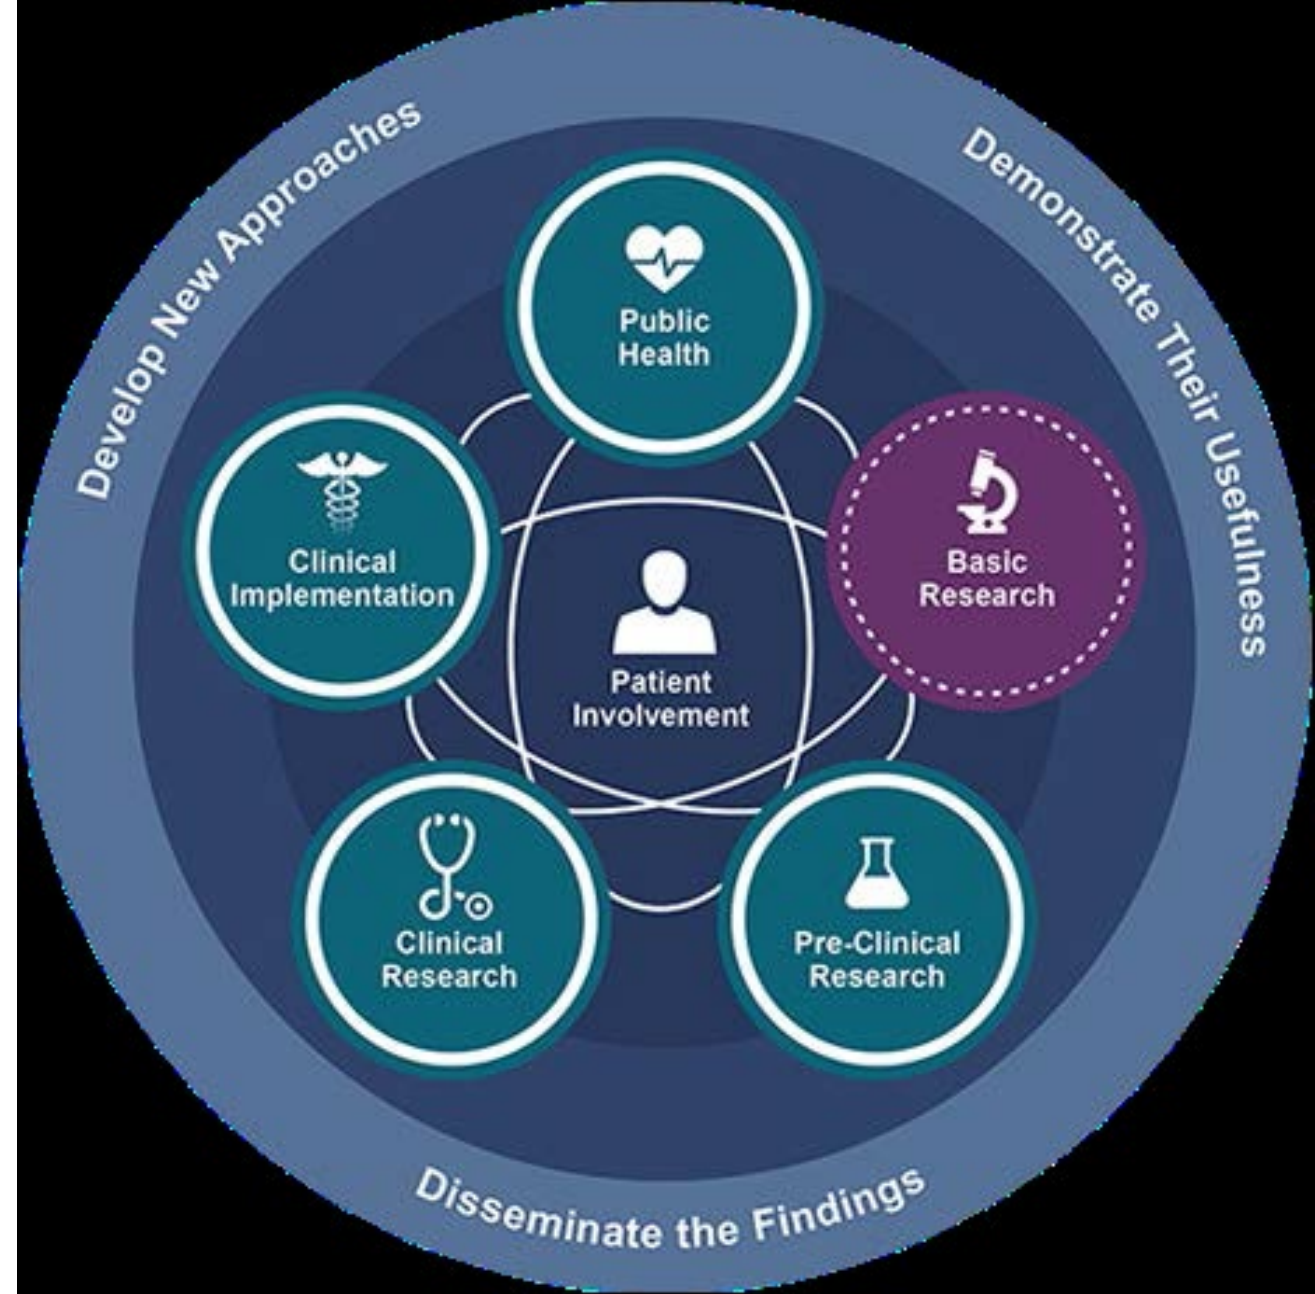 Develop New Approaches
Demonstrate Their Usefulness
Public
Health
Clinical
Implementation
Basic
Research
Patient
Involvement
Clinical
Research
Pre-Clinical
Research
Disseminate the Findings